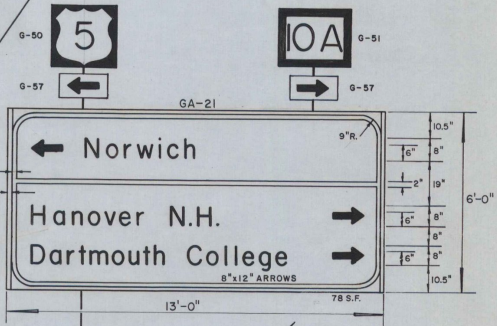 G-50 5 10A G-51
G-57 G-57
GA-21
9"R. 10.5"
← Norwich 6" 8"
2" 19" 6'-0"
Hanover N.H. → 6" 8"
8"
Dartmouth College → 6" 8"
8"x12" ARROWS 10.5"
13'-0" 78 S.F.